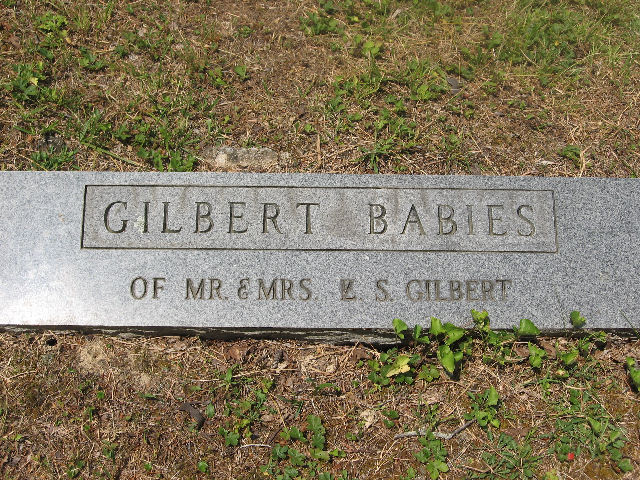 GILBERT BABIES
OF MR. & MRS. S. GILBERT